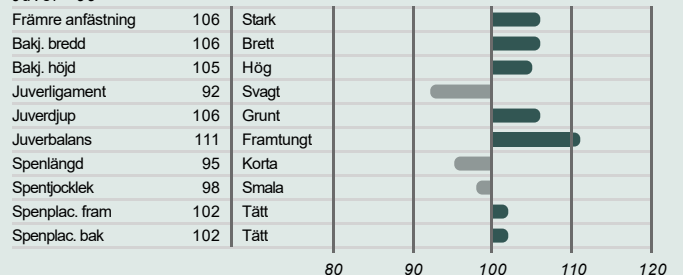 Främre anfästning 106 Stark
Bakj. bredd 106 Brett
Bakj. höjd 105 Hög
Juverligament 92 Svagt
Juverdjup 106 Grunt
Juverbalans 111 Framtungt
Spenlängd 95 Korta
Spentjocklek 98 Smala
Spenplac. fram 102 Tätt
Spenplac. bak 102 Tätt
80 90 100 110 120